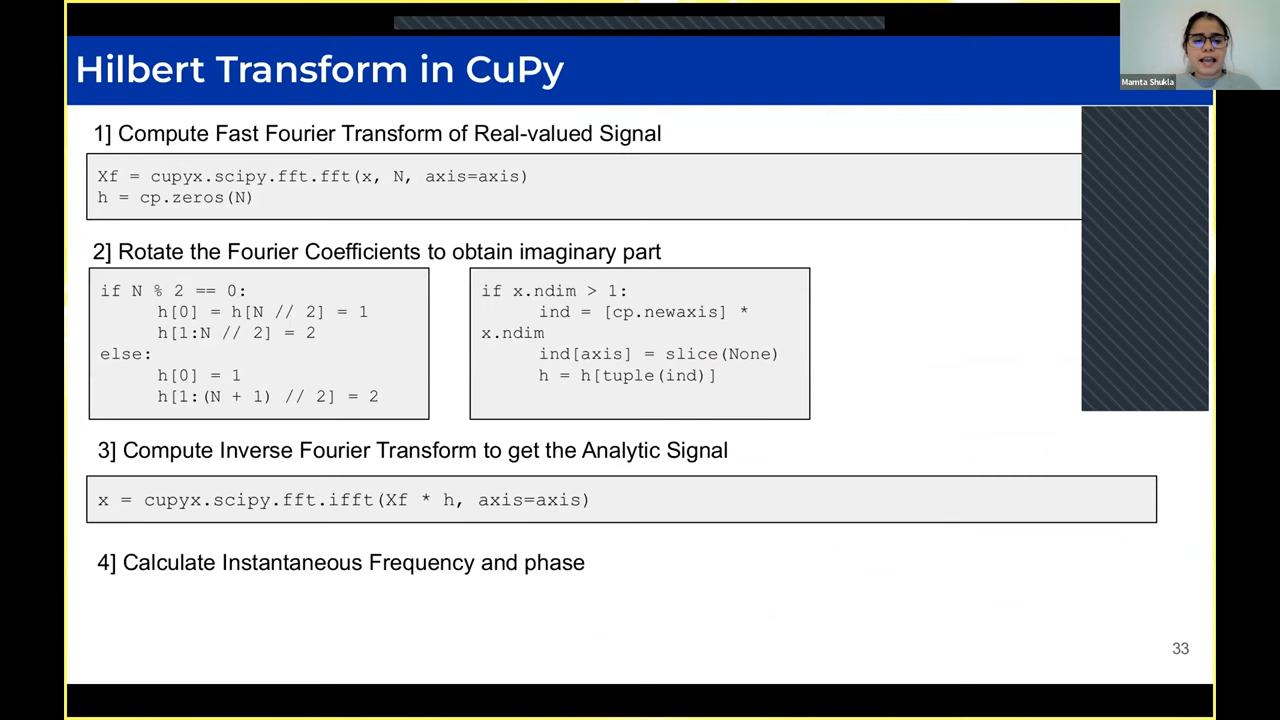 Hilbert Transform in CuPy
Mamta Shukla
1] Compute Fast Fourier Transform of Real-valued Signal
Xf = cupyx.scipy.fft.fft(x, N, axis=axis)
h = cp.zeros(N)
2] Rotate the Fourier Coefficients to obtain imaginary part
if N % 2 == 0:
h[0] = h[N // 2] = 1
h[1:N // 2] = 2
else:
h[0] = 1
h[1:(N + 1) // 2] = 2
if x.ndim > 1:
ind = [cp.newaxis] *
x.ndim
ind[axis] = slice(None)
h = h[tuple(ind)]
3] Compute Inverse Fourier Transform to get the Analytic Signal
x = cupyx.scipy.fft.ifft(Xf * h, axis=axis)
4] Calculate Instantaneous Frequency and phase
33